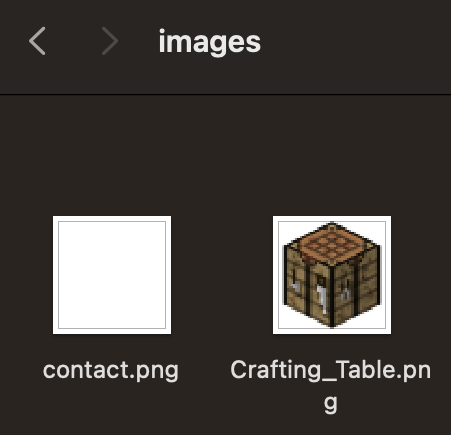 images
contact.png
Crafting_Table.pn
g